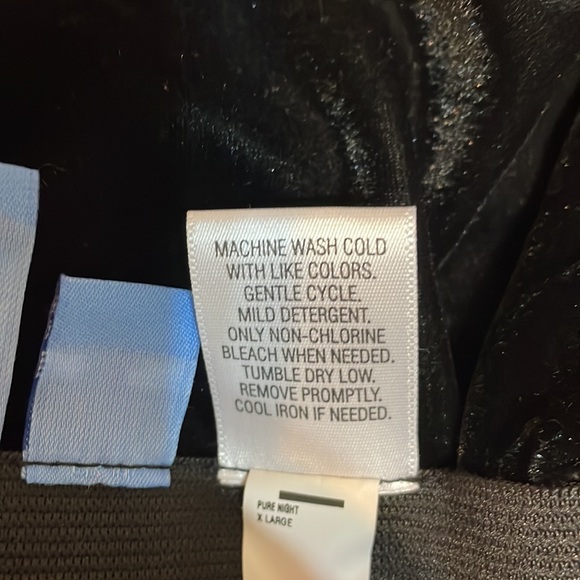 MACHINE WASH COLD
WITH LIKE COLORS.
GENTLE CYCLE.
MILD DETERGENT.
ONLY NON-CHLORINE
BLEACH WHEN NEEDED.
TUMBLE DRY LOW.
REMOVE PROMPTLY.
COOL IRON IF NEEDED.
PURE NIGHT
X LARGE